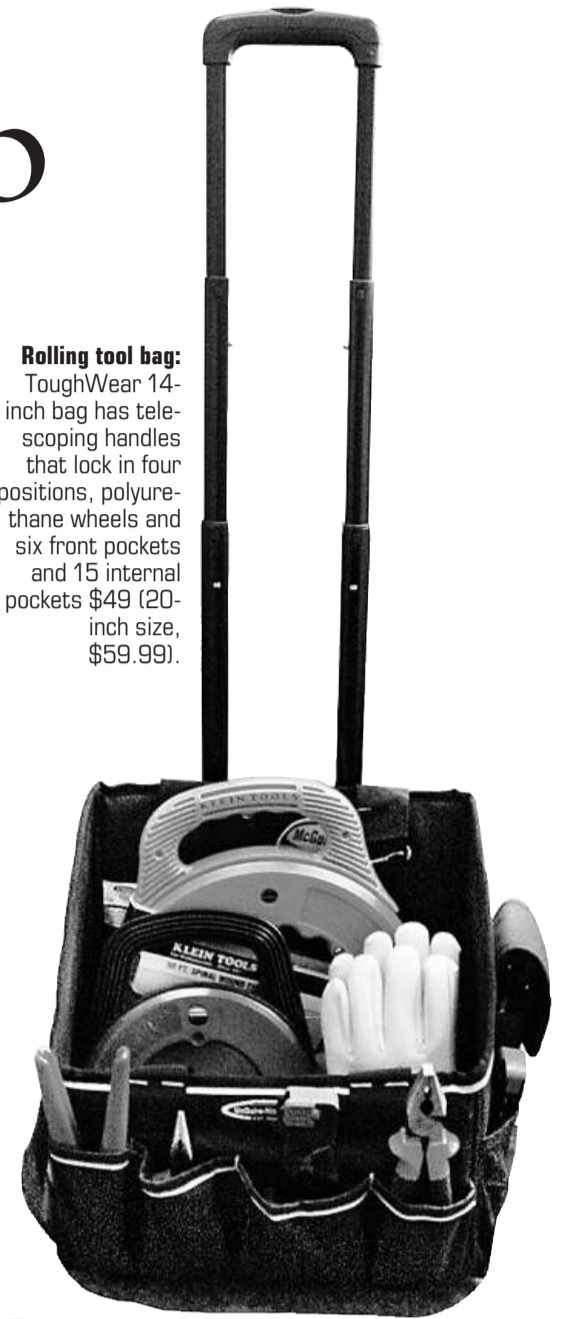 Rolling tool bag:
ToughWear 14-
inch bag has tele-
scoping handles
that lock in four
positions, polyure-
thane wheels and
six front pockets
and 15 internal
pockets $49 (20-
inch size,
$59.99).
KLEIN TOOLS
KLEIN TOOLS